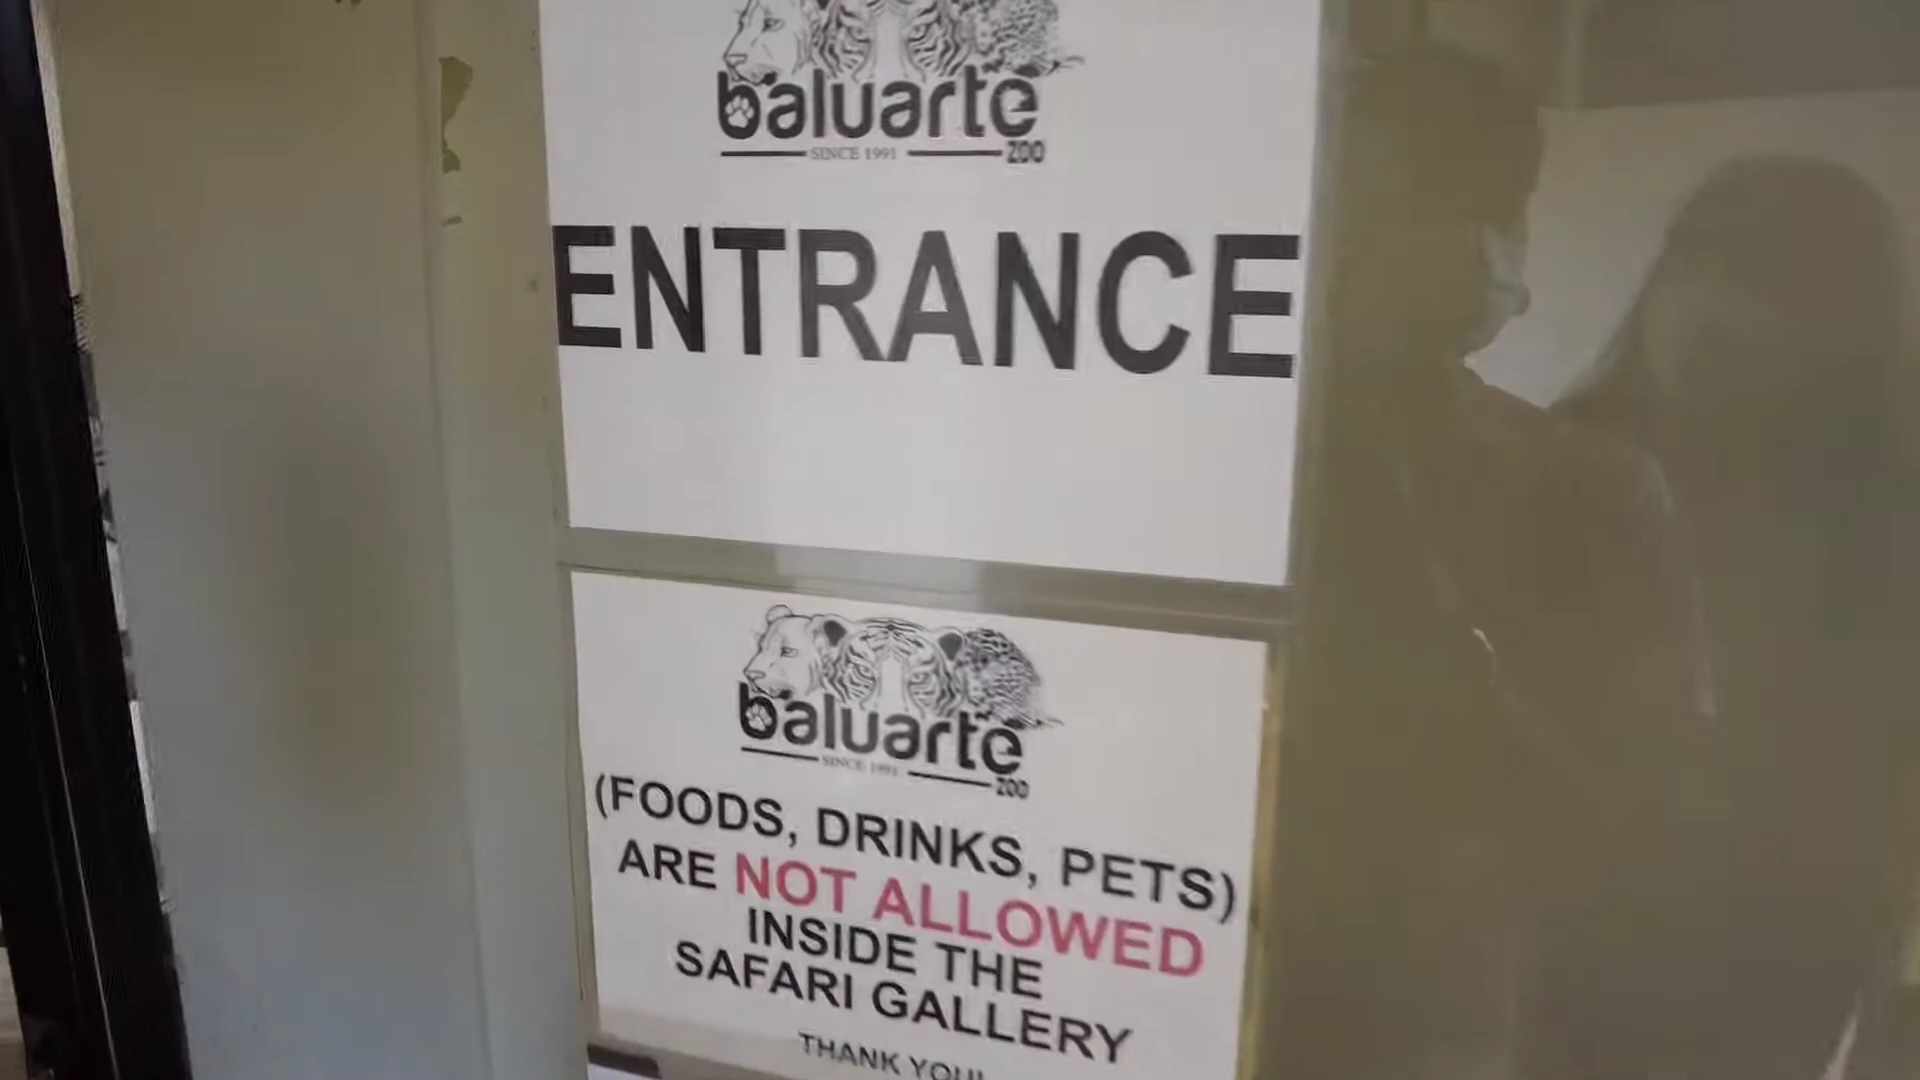 baluarte
SINCE 1991 ZOO
ENTRANCE
baluarte
SINCE 1991 ZOO
(FOODS, DRINKS, PETS)
ARE NOT ALLOWED
INSIDE THE
SAFARI GALLERY
THANK YOU!